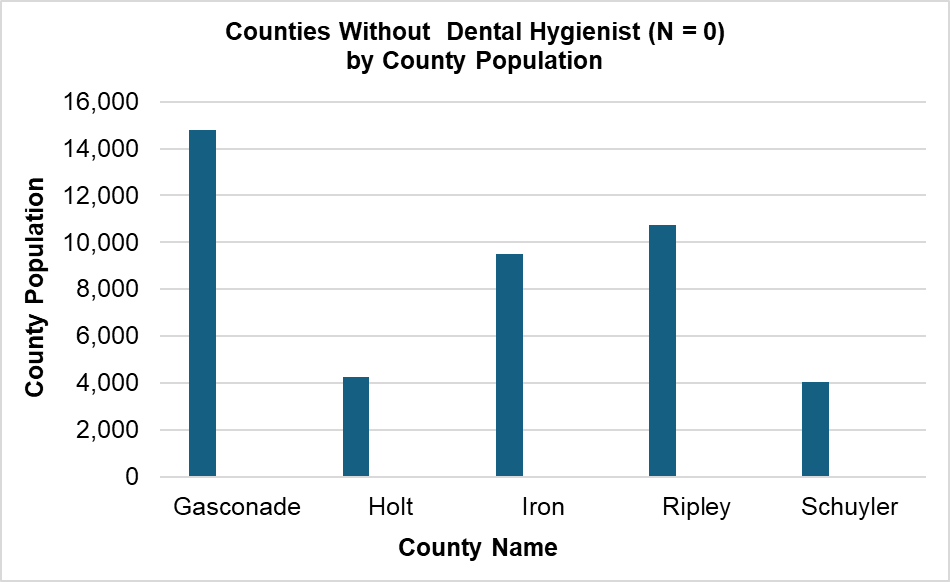 Counties Without  Dental Hygienist (N = 0)
by County Population
County Population
16,000
14,000
12,000
10,000
8,000
6,000
4,000
2,000
0
Gasconade Holt Iron Ripley Schuyler
County Name